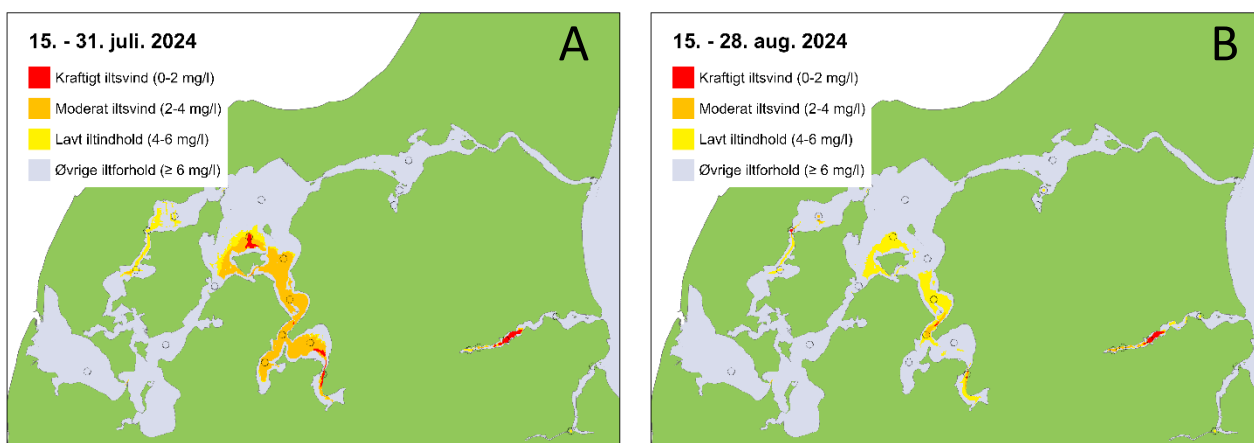 15. - 31. juli. 2024
A
Kraftigt iltsvind (0-2 mg/l)
Moderat iltsvind (2-4 mg/l)
Lavt iltindhold (4-6 mg/l)
Øvrige iltforhold (≥ 6 mg/l)
15. - 28. aug. 2024
B
Kraftigt iltsvind (0-2 mg/l)
Moderat iltsvind (2-4 mg/l)
Lavt iltindhold (4-6 mg/l)
Øvrige iltforhold (≥ 6 mg/l)